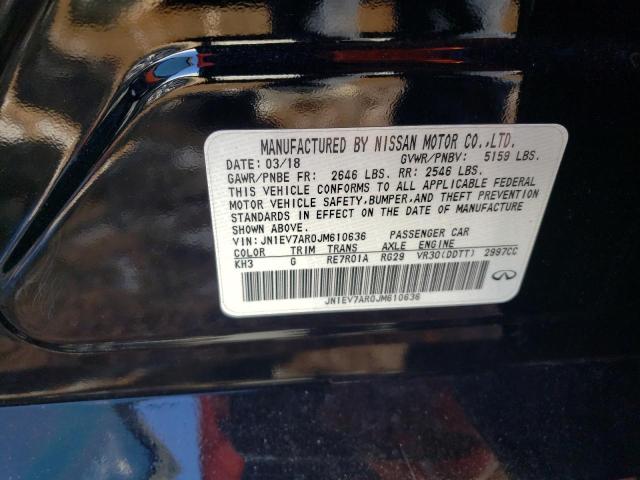 MANUFACTURED BY NISSAN MOTOR CO.,LTD.
DATE: 03/18 GVWR/PNBV: 5159 LBS.
GAWR/PNBE FR: 2646 LBS. RR: 2546 LBS.
THIS VEHICLE CONFORMS TO ALL APPLICABLE FEDERAL
MOTOR VEHICLE SAFETY,BUMPER,AND THEFT PREVENTION
STANDARDS IN EFFECT ON THE DATE OF MANUFACTURE
SHOWN ABOVE.
VIN: JN1EV7AR0JM610636 PASSENGER CAR
COLOR TRIM TRANS AXLE ENGINE
KH3 G RE7R01A RG29 VR30(DDTT) 2997CC
JN1EV7AR0JM610636